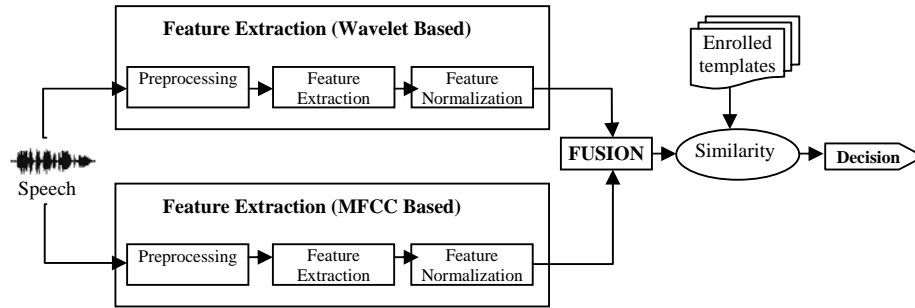 Feature Extraction (Wavelet Based)
Preprocessing
Feature
Extraction
Feature
Normalization
Enrolled
templates
Speech
FUSION
Similarity
Decision
Feature Extraction (MFCC Based)
Preprocessing
Feature
Extraction
Feature
Normalization